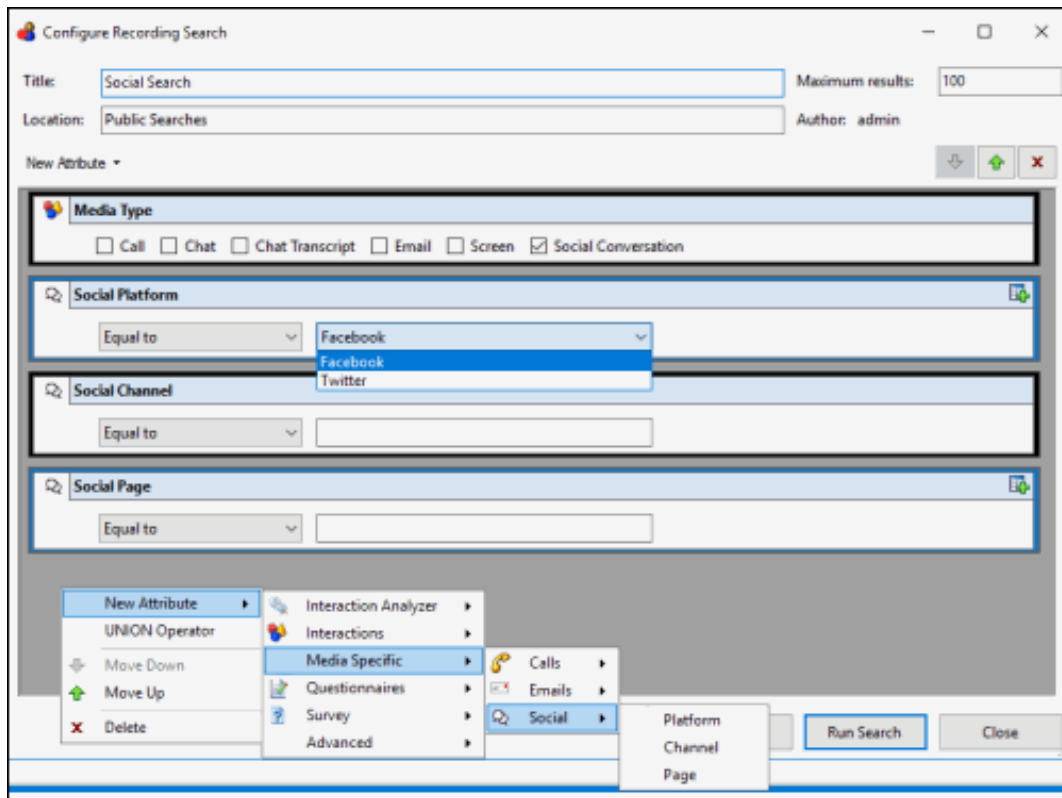 Configure Recording Search
Title: Social Search Maximum results: 100
Location: Public Searches Author: admin
New Attribute
Media Type
Call Chat Chat Transcript Email Screen Social Conversation
Social Platform
Equal to Facebook
Facebook
Twitter
Social Channel
Equal to
Social Page
Equal to
New Attribute Interaction Analyzer
UNION Operator Interactions
Move Down Media Specific Calls
Move Up Questionnaires Emails
Delete Survey Social Platform
Advanced Channel
Page
Run Search Close